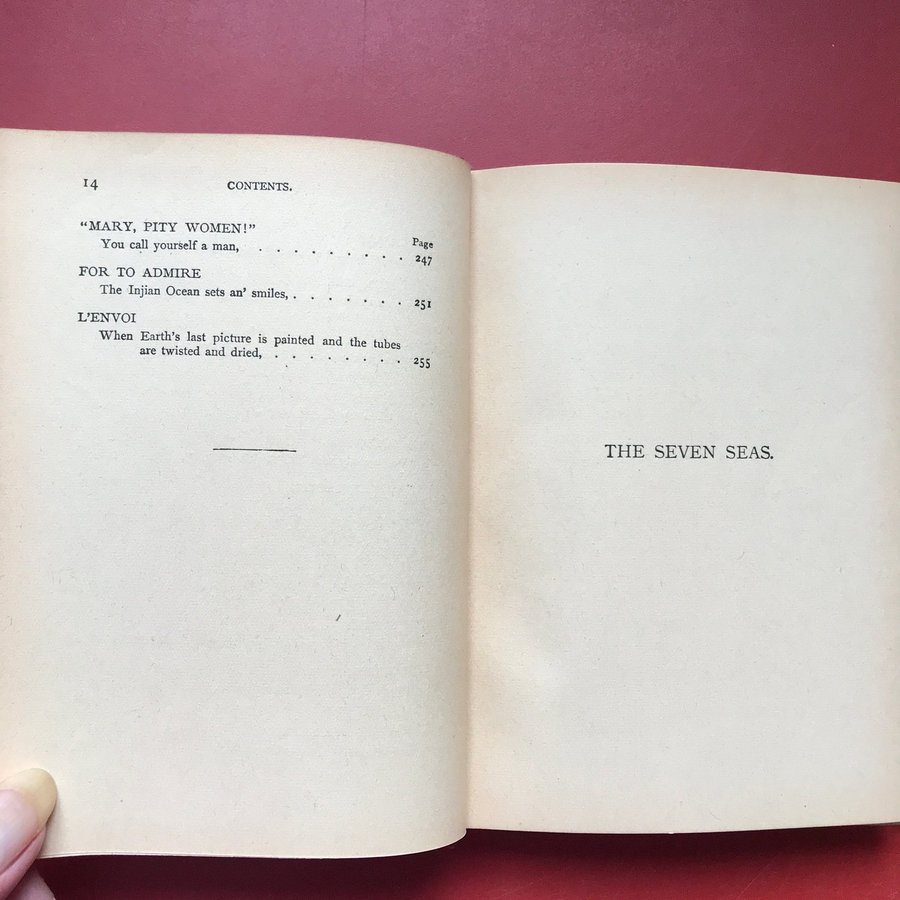 14 CONTENTS.
"MARY, PITY WOMEN!"
Page
You call yourself a man, . . . . . . . . . 247
FOR TO ADMIRE
The Injian Ocean sets an' smiles, . . . . . . . 251
L'ENVOI
When Earth's last picture is painted and the tubes
are twisted and dried, . . . . . . . . 255
THE SEVEN SEAS.